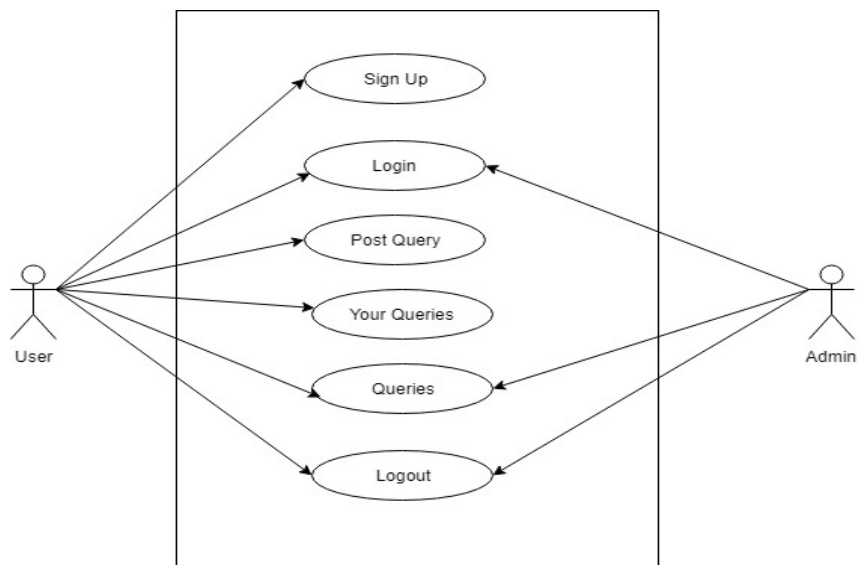 Sign Up
Login
Post Query
Your Queries
User
Admin
Queries
Logout